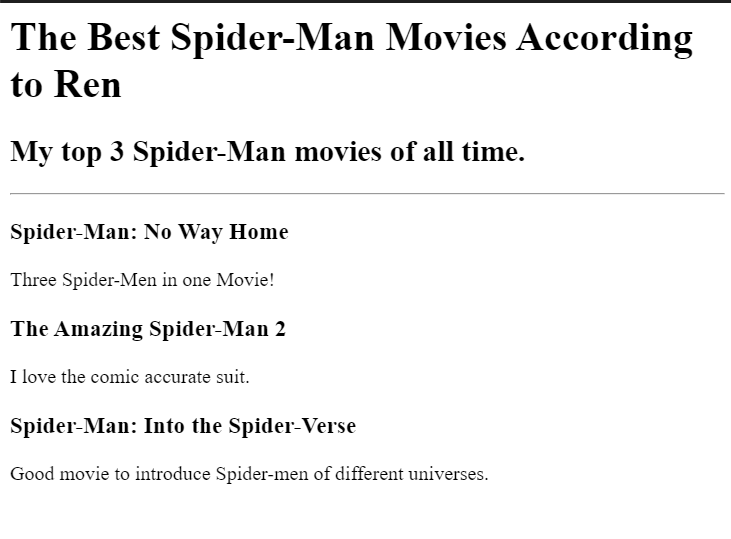 The Best Spider-Man Movies According
to Ren
My top 3 Spider-Man movies of all time.
Spider-Man: No Way Home
Three Spider-Men in one Movie!
The Amazing Spider-Man 2
I love the comic accurate suit.
Spider-Man: Into the Spider-Verse
Good movie to introduce Spider-men of different universes.